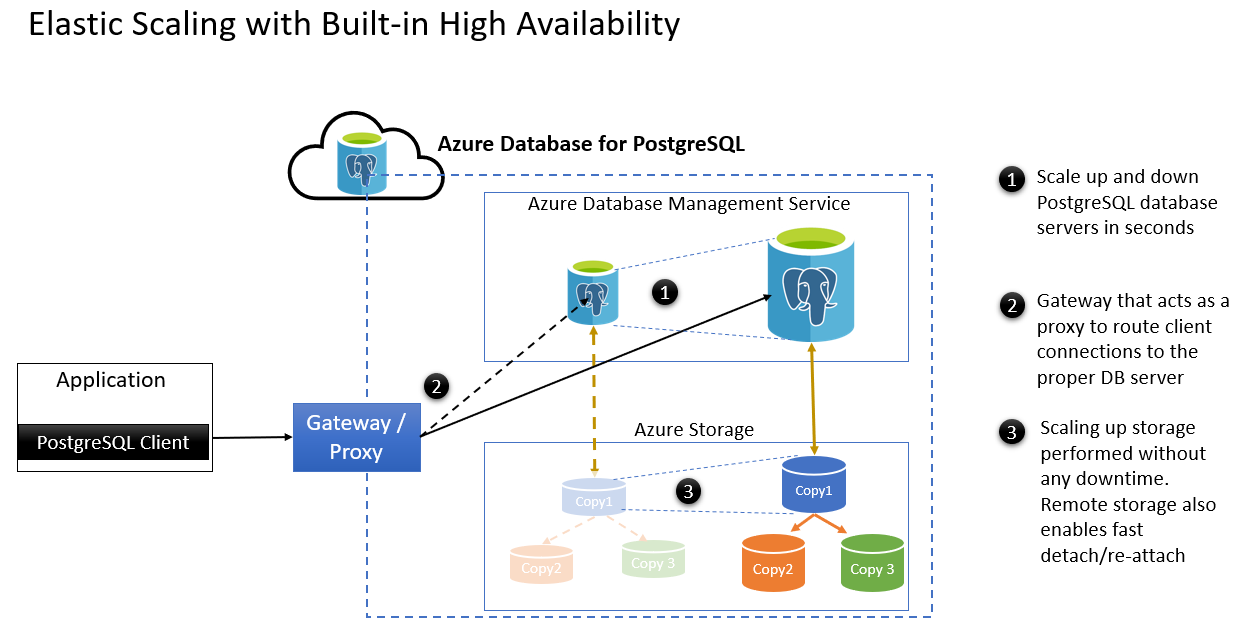 Elastic Scaling with Built-in High Availability
Azure Database for PostgreSQL
Azure Database Management Service
1
2
Application
PostgreSQL Client
Gateway /
Proxy
Azure Storage
Copy1
3
Copy2
Copy 3
Copy1
Copy2
Copy 3
1
Scale up and down
PostgreSQL database
servers in seconds
2
Gateway that acts as a
proxy to route client
connections to the
proper DB server
3
Scaling up storage
performed without
any downtime.
Remote storage also
enables fast
detach/re-attach